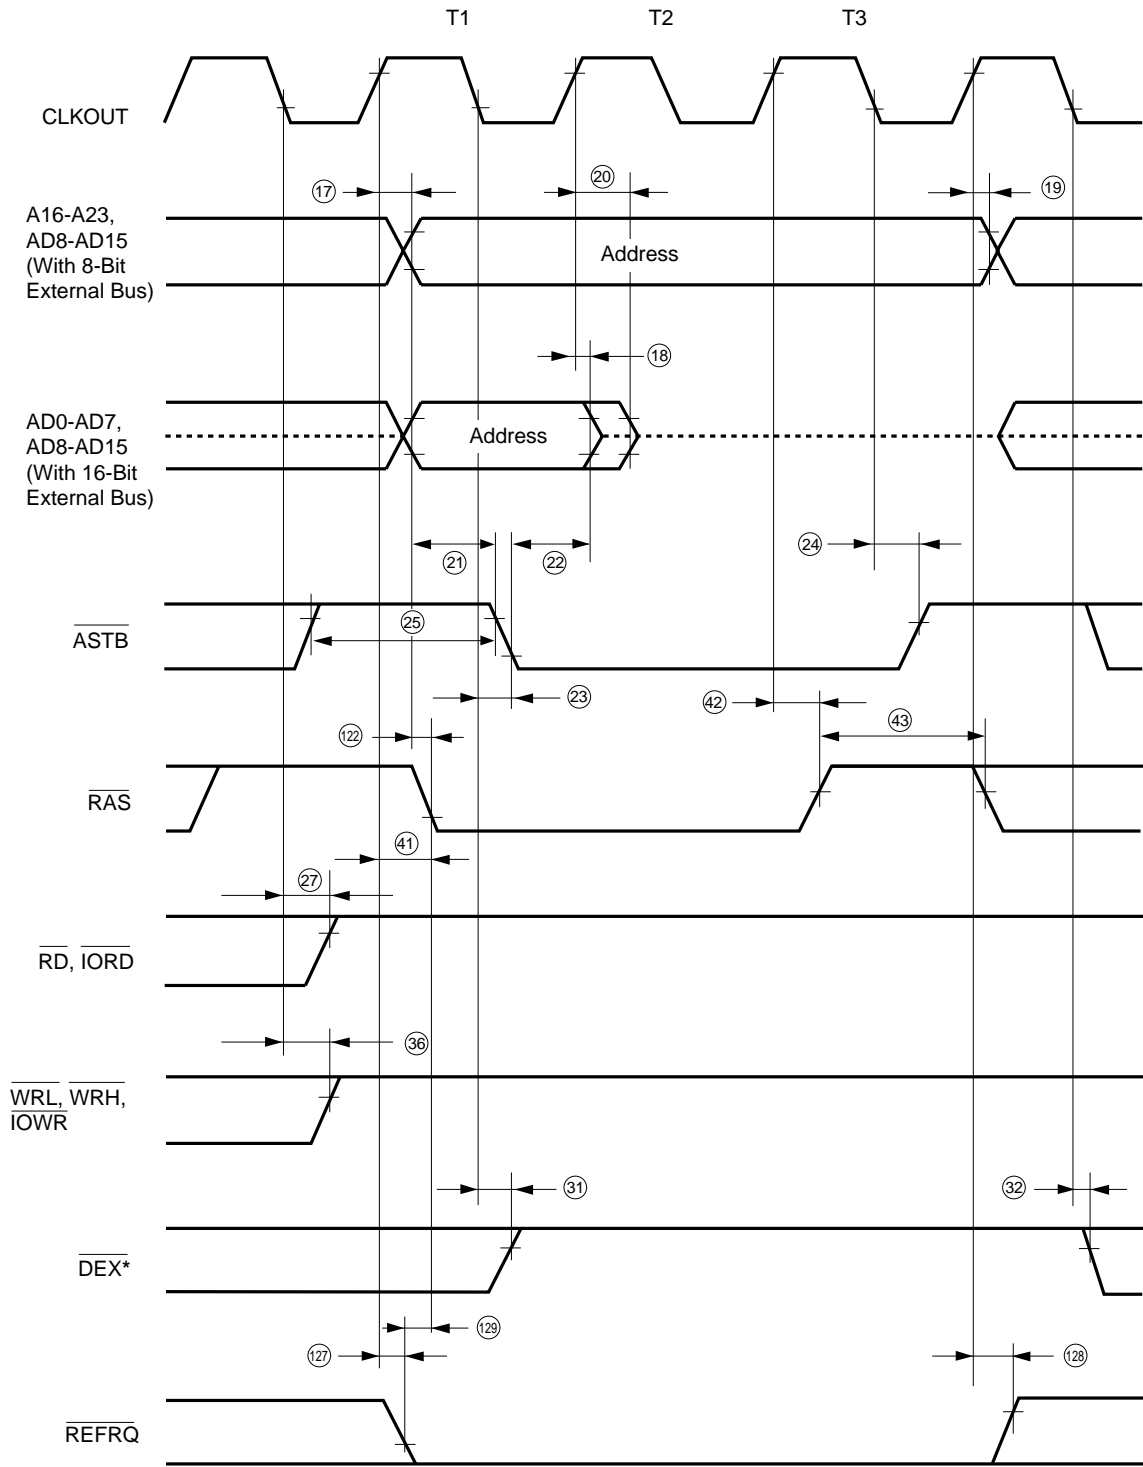 T1 T2 T3
CLKOUT
17 20 19
A16-A23,
AD8-AD15
(With 8-Bit
External Bus)
Address
18
AD0-AD7,
AD8-AD15
(With 16-Bit
External Bus)
Address
21 22 24
ASTB
25
23 42 43
122
RAS
41
27
RD, IORD
36
WRL, WRH,
IOWR
31 32
DEX*
129
127 128
REFRQ